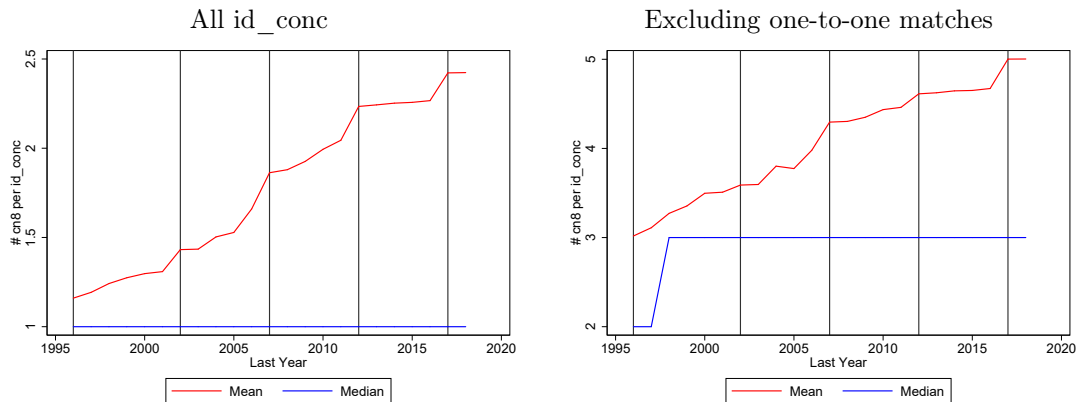 All id_conc
# cn8 per id_conc
2.5
2
1.5
1
1995 2000 2005 2010 2015 2020
Last Year
Mean Median
Excluding one-to-one matches
# cn8 per id_conc
5
4
3
2
1995 2000 2005 2010 2015 2020
Last Year
Mean Median